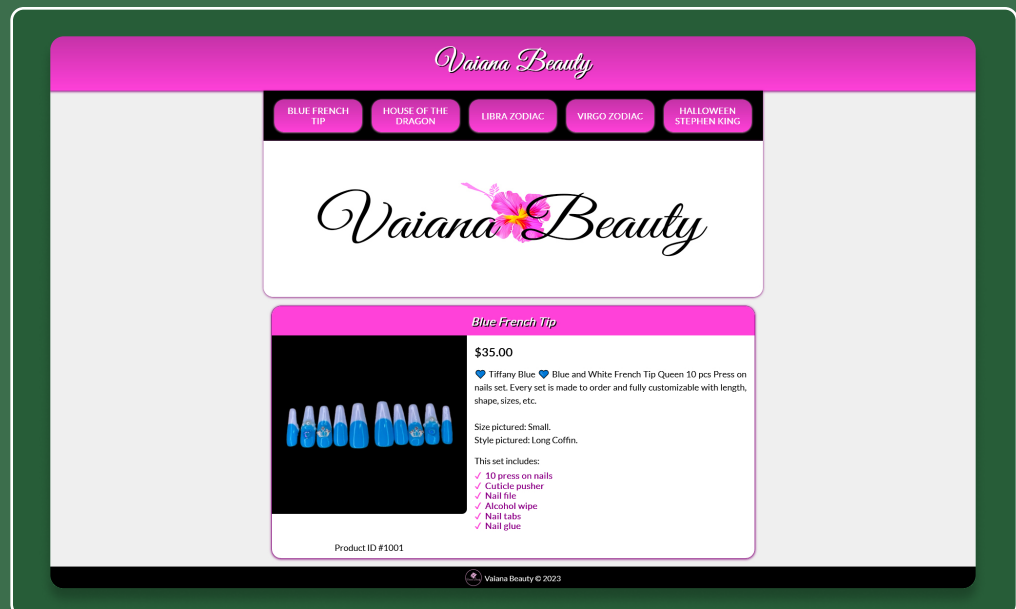 Vaiana Beauty
BLUE FRENCH
TIP
HOUSE OF THE
DRAGON
LIBRA ZODIAC
VIRGO ZODIAC
HALLOWEEN
STEPHEN KING
Vaiana Beauty
Blue French Tip
$35.00
💙 Tiffany Blue 💙 Blue and White French Tip Queen 10 pcs Press on
nails set. Every set is made to order and fully customizable with length,
shape, sizes, etc.
Size pictured: Small.
Style pictured: Long Coffin.
This set includes:
✓ 10 press on nails
✓ Cuticle pusher
✓ Nail file
✓ Alcohol wipe
✓ Nail tabs
✓ Nail glue
Product ID #1001
Vaiana Beauty © 2023